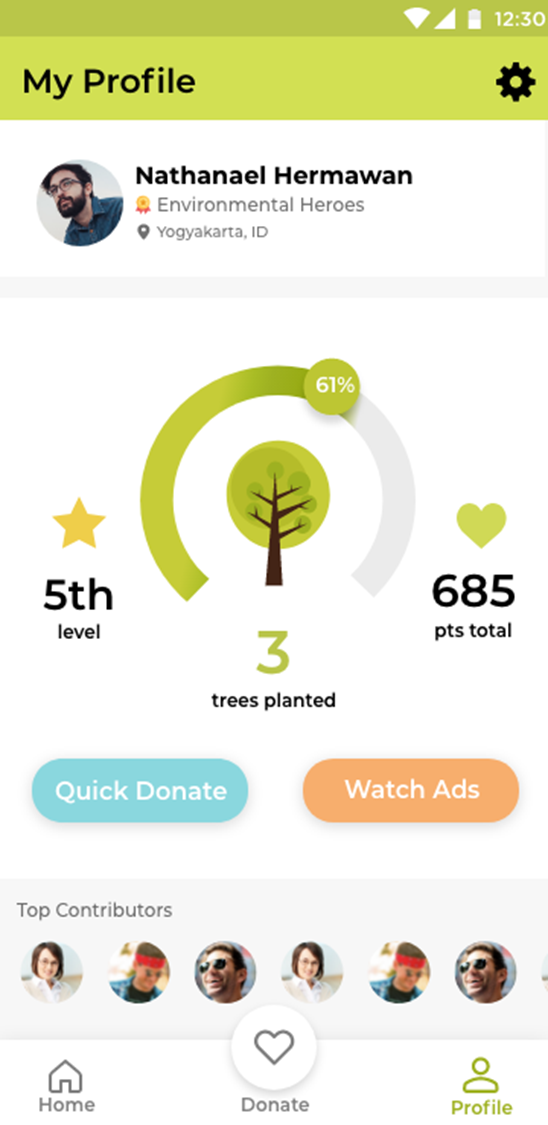 12:30
My Profile
Nathanael Hermawan
Environmental Heroes
Yogyakarta, ID
61%
5th
level
685
pts total
3
trees planted
Quick Donate
Watch Ads
Top Contributors
Home
Donate
Profile